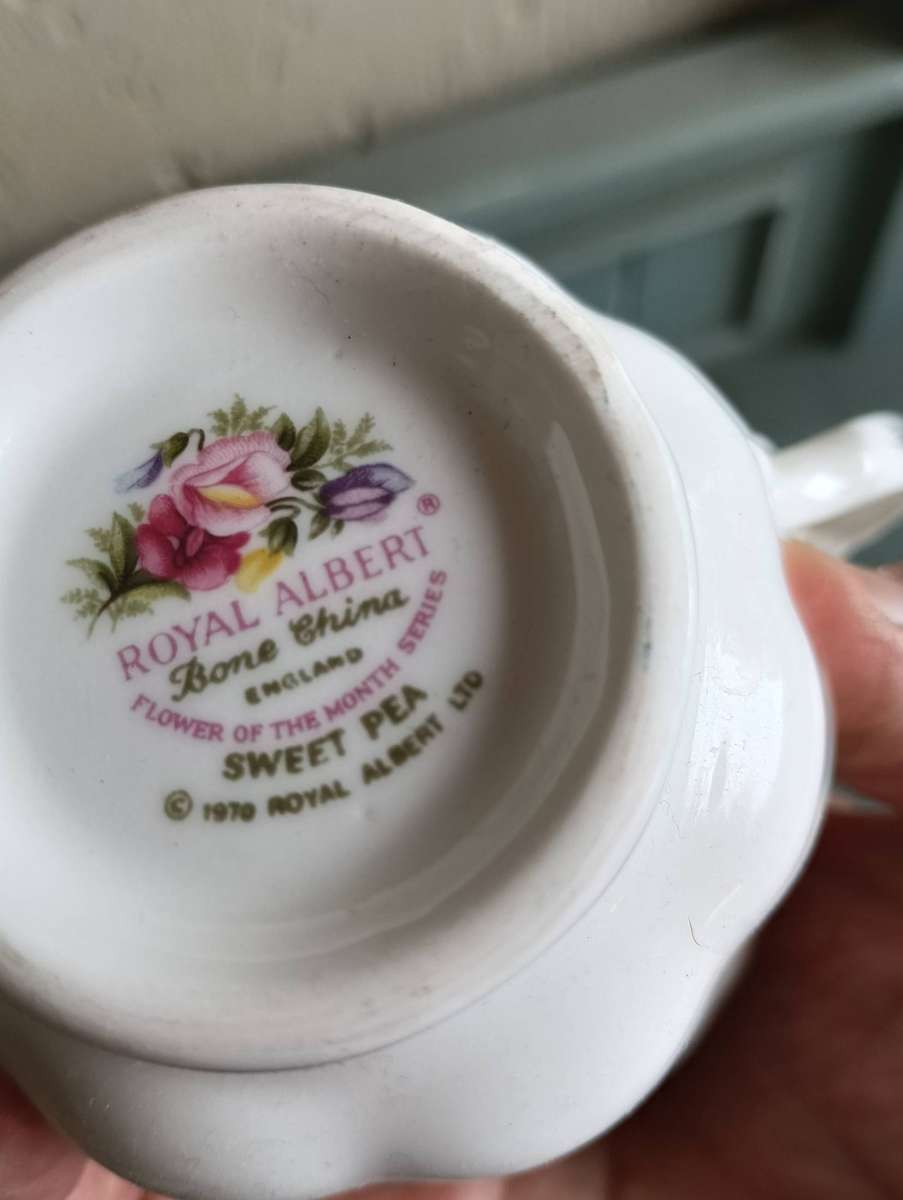 ROYAL ALBERT ®
Bone China
ENGLAND
FLOWER OF THE MONTH SERIES
SWEET PEA
© 1970 ROYAL ALBERT LTD